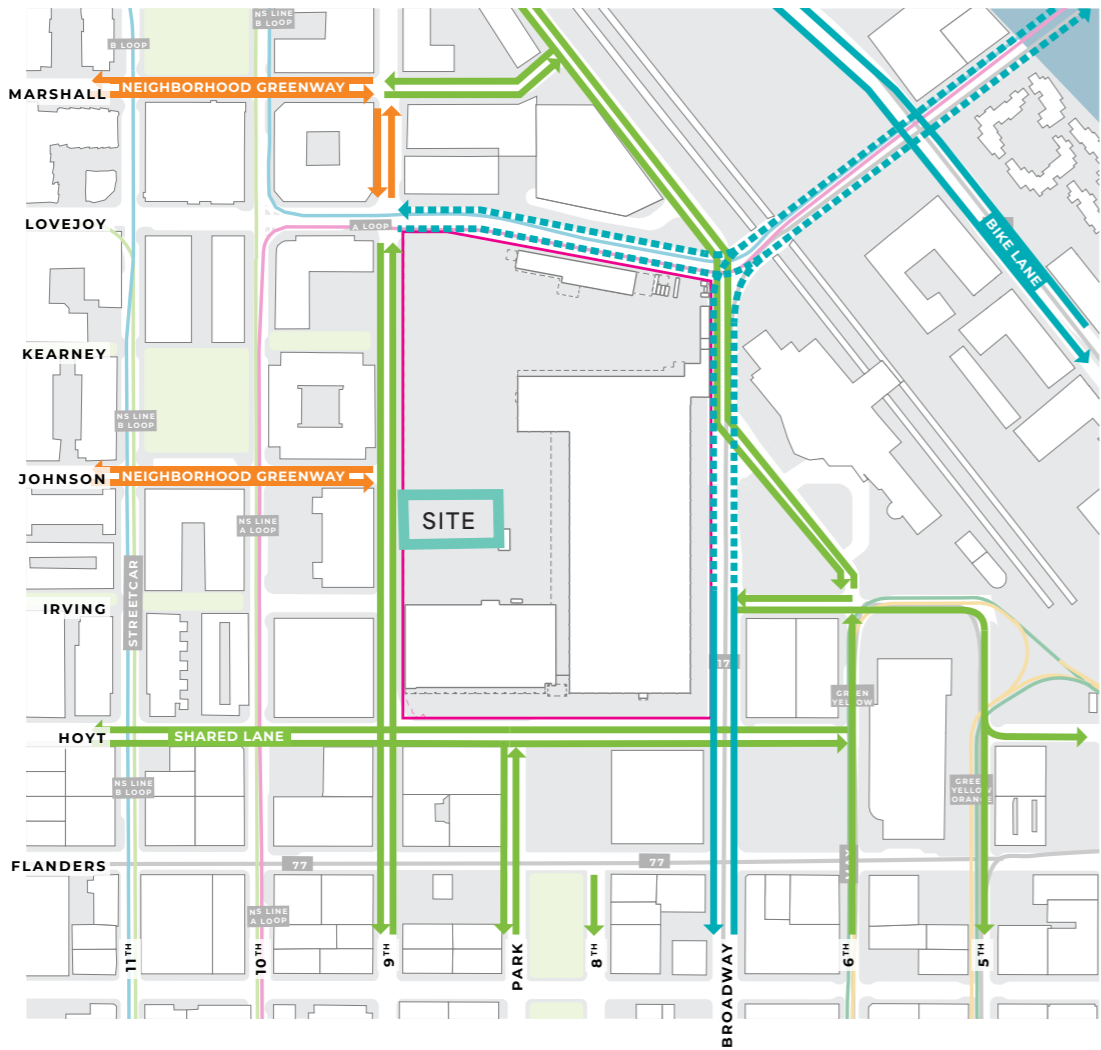 NS LINE
B LOOP
B LOOP
NEIGHBORHOOD GREENWAY
MARSHALL
LOVEJOY
A LOOP
BIKE LANE
KEARNEY
NS LINE
B LOOP
NEIGHBORHOOD GREENWAY
JOHNSON
SITE
NS LINE
A LOOP
STREETCAR
IRVING
17
GREEN
YELLOW
HOYT
SHARED LANE
NS LINE
B LOOP
GREEN
YELLOW
ORANGE
FLANDERS
77
77
NS LINE
A LOOP
11TH
10TH
9TH
PARK
8TH
BROADWAY
6TH
5TH